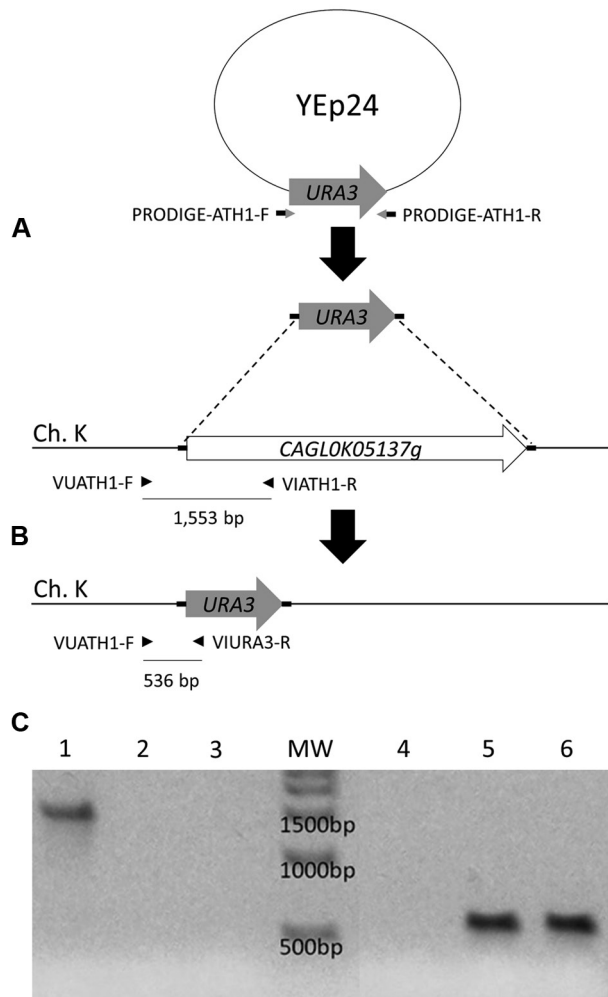 YEp24
URA3
PRODIGE-ATH1-F
PRODIGE-ATH1-R
A
URA3
Ch. K
CAGL0K05137g
VUATH1-F
VIATH1-R
1,553 bp
B
Ch. K
URA3
VUATH1-F
VIURA3-R
536 bp
C
1 2 3 MW 4 5 6
1500bp
1000bp
500bp